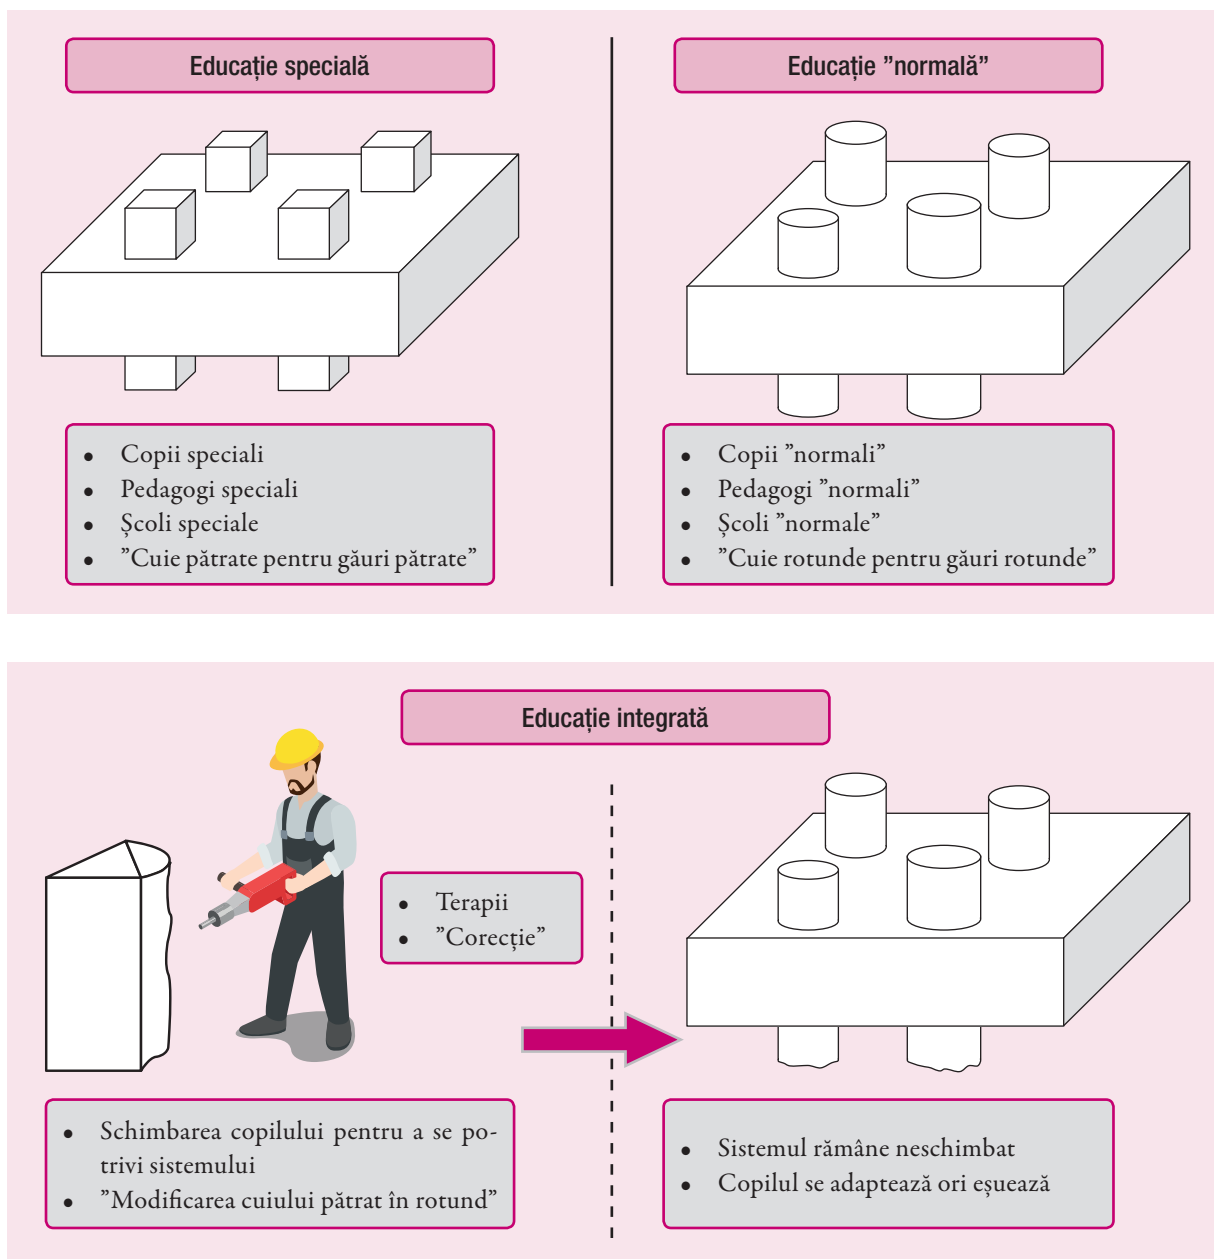 Educație specială
• Copii speciali
• Pedagogi speciali
• Școli speciale
• ”Cuie pătrate pentru găuri pătrate”
Educație ”normală”
• Copii ”normali”
• Pedagogi ”normali”
• Școli ”normale”
• ”Cuie rotunde pentru găuri rotunde”
Educație integrată
• Terapii
• ”Corecție”
• Schimbarea copilului pentru a se po-
trivi sistemului
• ”Modificarea cuiului pătrat în rotund”
• Sistemul rămâne neschimbat
• Copilul se adaptează ori eșuează